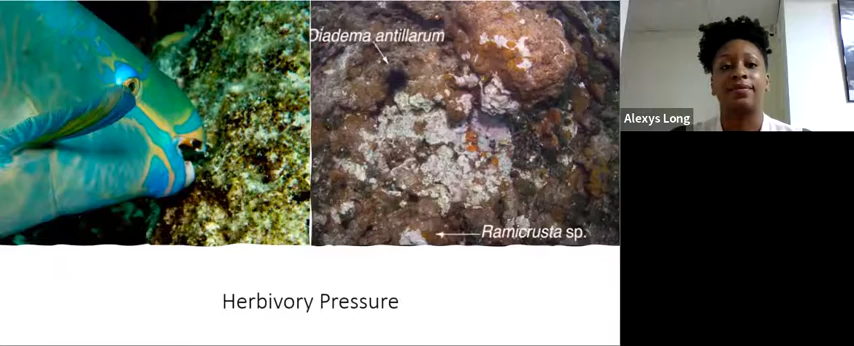 Diadema antillarum
Ramicrusta sp.
Herbivory Pressure
Alexys Long